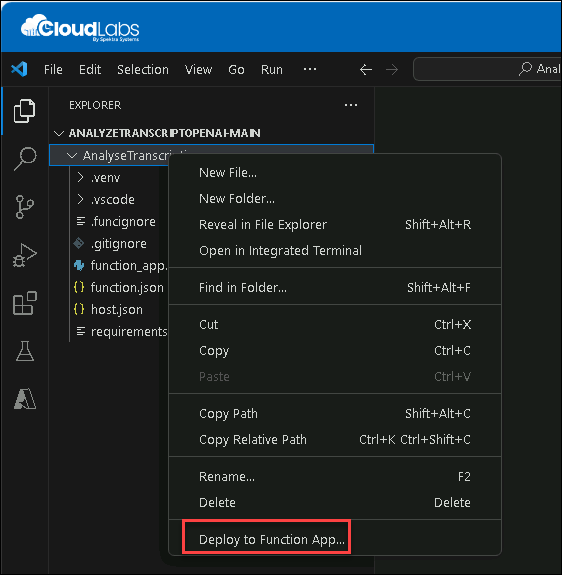 CloudLabs
By Spektra Systems
File Edit Selection View Go Run ··· Anal
EXPLORER ···
ANALYZETRANSCRIPTOPENAI-MAIN
AnalyseTranscripti
.venv
.vscode
.funcignore
.gitignore
function_app.
function.json
host.json
requirements
New File...
New Folder...
Reveal in File Explorer Shift+Alt+R
Open in Integrated Terminal
Find in Folder... Shift+Alt+F
Cut Ctrl+X
Copy Ctrl+C
Paste Ctrl+V
Copy Path Shift+Alt+C
Copy Relative Path Ctrl+K Ctrl+Shift+C
Rename... F2
Delete Delete
Deploy to Function App...